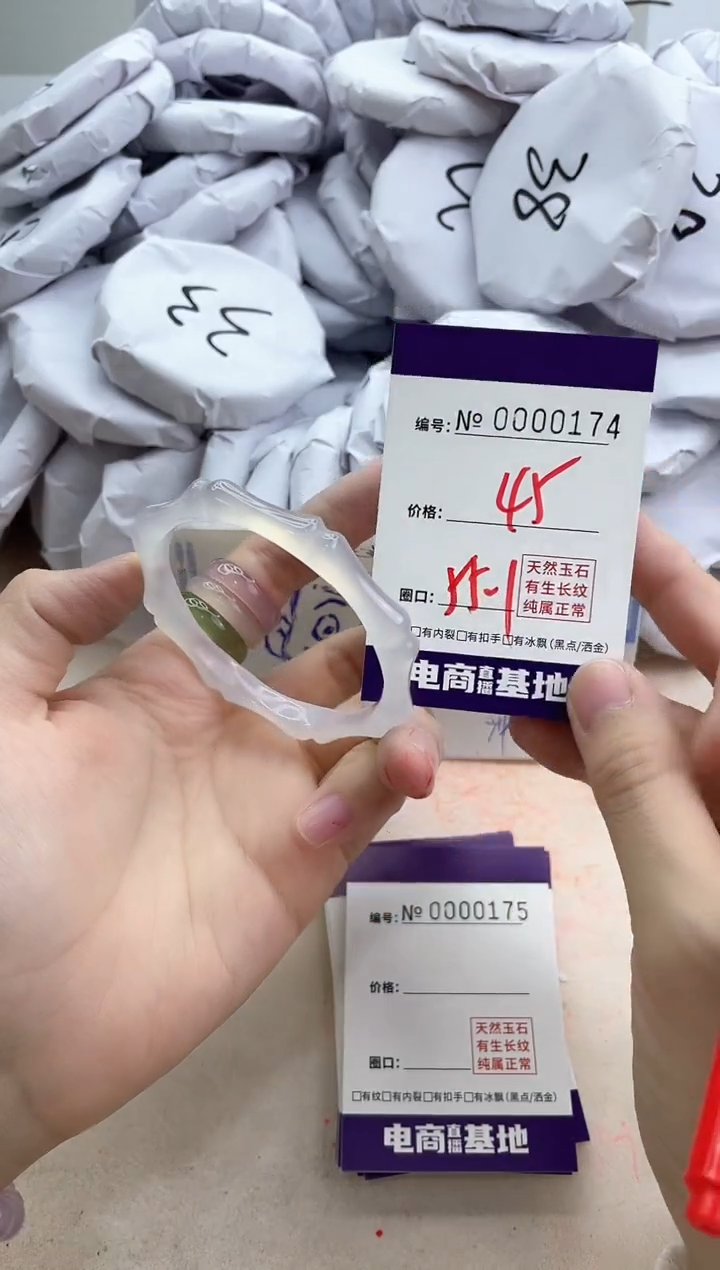 38
33
编号: № 0000174
价格: 45
圈口: 55-1
天然玉石
有生长纹
纯属正常
□有内裂□有扣手□有冰飘(黑点/洒金)
电商直播基地
编号: № 0000175
价格:
圈口:
天然玉石
有生长纹
纯属正常
□有纹□有内裂□有扣手□有冰飘(黑点/洒金)
电商直播基地